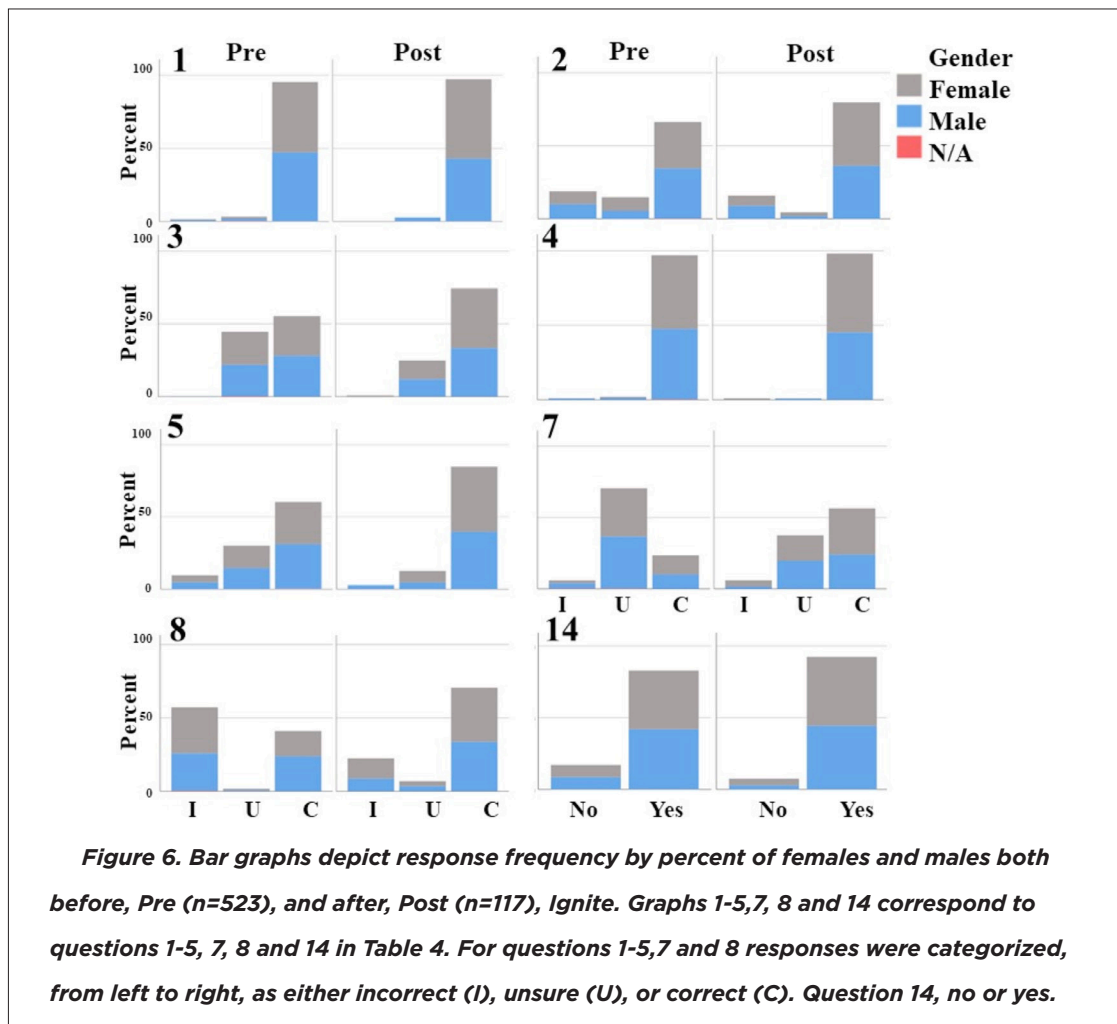 Pre Post Pre Post
1 2
Gender
Female
Male
N/A
100
50
0
Percent
3 4
100
50
0
Percent
5 7
100
50
0
Percent
I U C I U C
8 14
100
50
0
Percent
I U C I U C
No Yes No Yes
Figure 6. Bar graphs depict response frequency by percent of females and males both
before, Pre (n=523), and after, Post (n=117), Ignite. Graphs 1-5,7, 8 and 14 correspond to
questions 1-5, 7, 8 and 14 in Table 4. For questions 1-5,7 and 8 responses were categorized,
from left to right, as either incorrect (I), unsure (U), or correct (C). Question 14, no or yes.